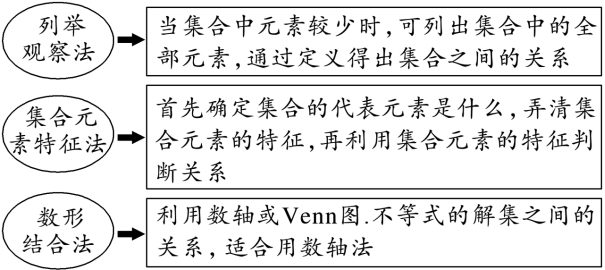 列举
观察法
当集合中元素较少时,可列出集合中的全
部元素,通过定义得出集合之间的关系
集合元
素特征法
首先确定集合的代表元素是什么,弄清集
合元素的特征,再利用集合元素的特征判
断关系
数形
结合法
利用数轴或Venn图.不等式的解集之间的
关系,适合用数轴法